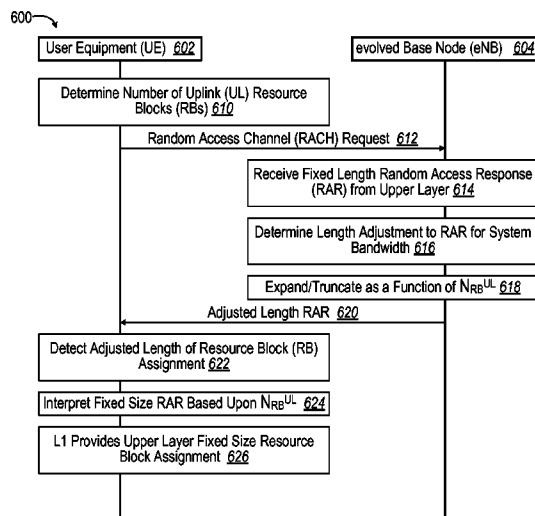 600
User Equipment (UE) 602
evolved Base Node (eNB) 604
Determine Number of Uplink (UL) Resource
Blocks (RBs) 610
Random Access Channel (RACH) Request 612
Receive Fixed Length Random Access Response
(RAR) from Upper Layer 614
Determine Length Adjustment to RAR for System
Bandwidth 616
Expand/Truncate as a Function of NRBUL 618
Adjusted Length RAR 620
Detect Adjusted Length of Resource Block (RB)
Assignment 622
Interpret Fixed Size RAR Based Upon NRBUL 624
L1 Provides Upper Layer Fixed Size Resource
Block Assignment 626